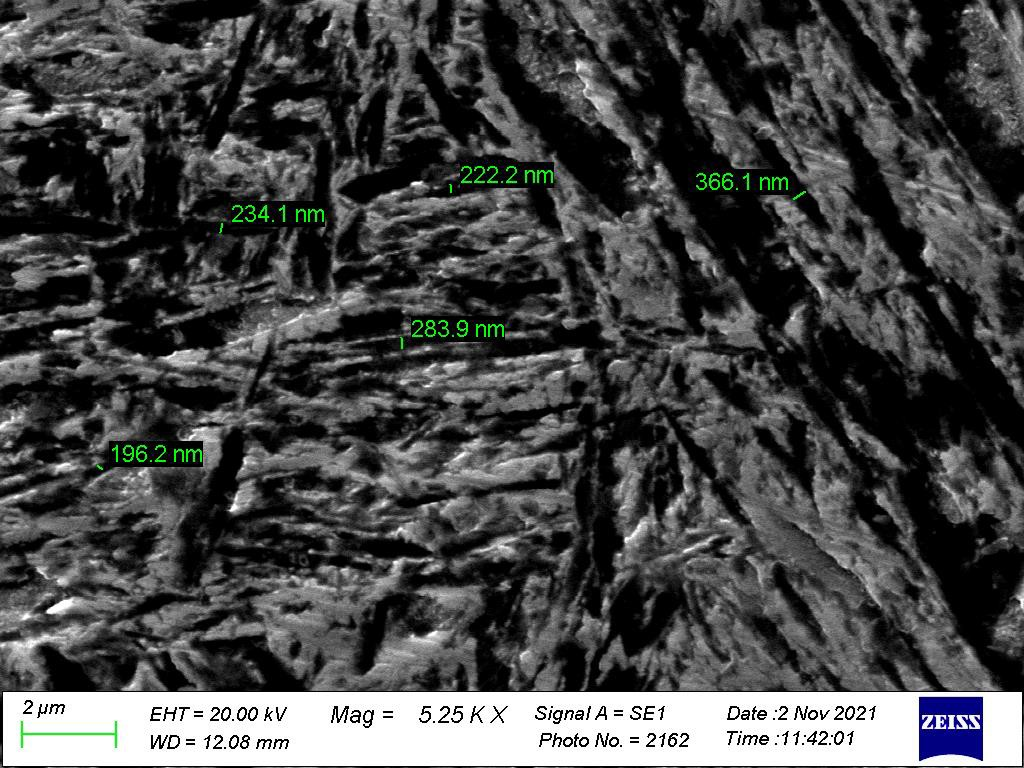 222.2 nm
366.1 nm
234.1 nm
283.9 nm
196.2 nm
2 µm
EHT = 20.00 kV
Mag = 5.25 K X
Signal A = SE1
Date :2 Nov 2021
WD = 12.08 mm
Photo No. = 2162
Time :11:42:01
ZEISS